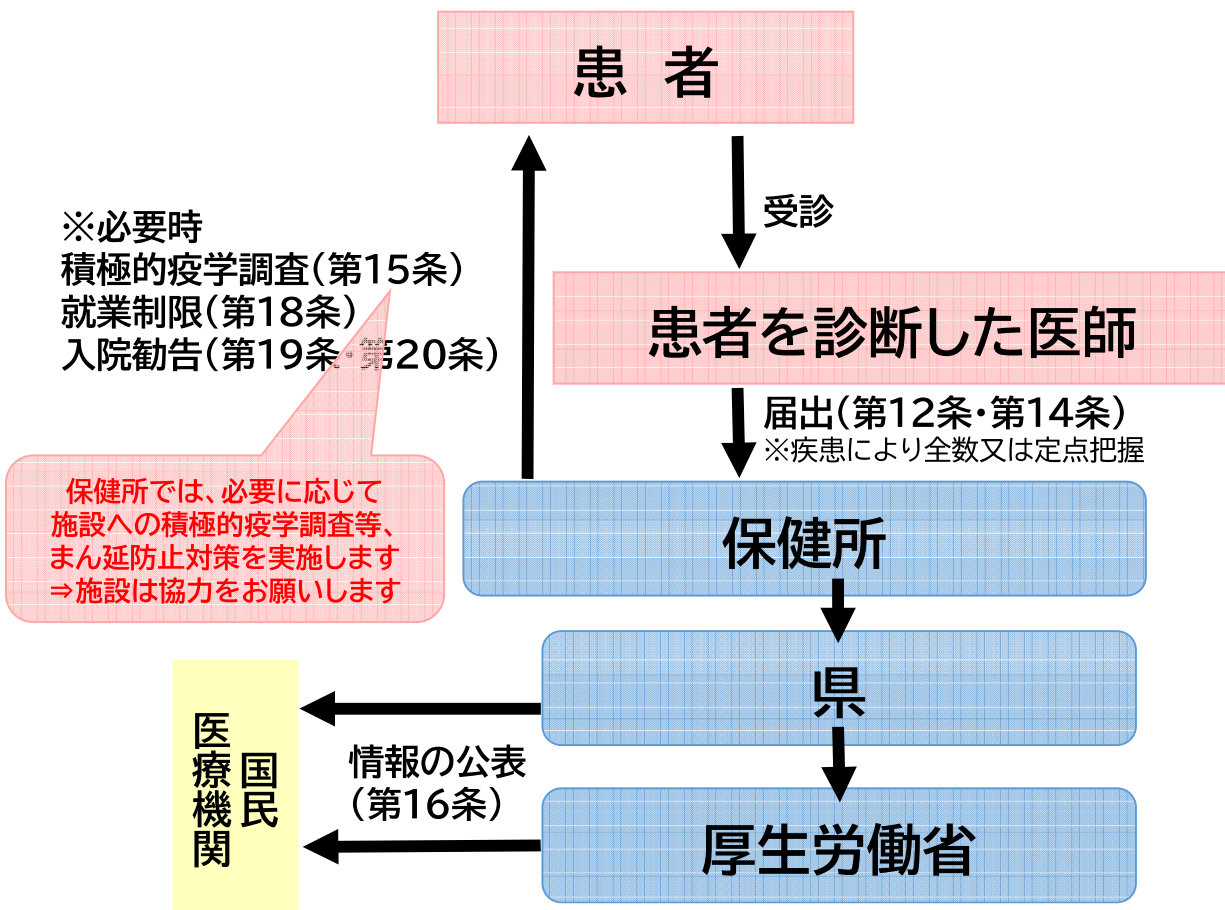 患 者
受診
※必要時
積極的疫学調査（第15条）
就業制限（第18条）
入院勧告（第19条・第20条）
患者を診断した医師
届出（第12条・第14条）
※疾患により全数又は定点把握
保健所では、必要に応じて
施設への積極的疫学調査等、
まん延防止対策を実施します
⇒施設は協力をお願いします
保健所
県
国民
医療機関
情報の公表
（第16条）
厚生労働省